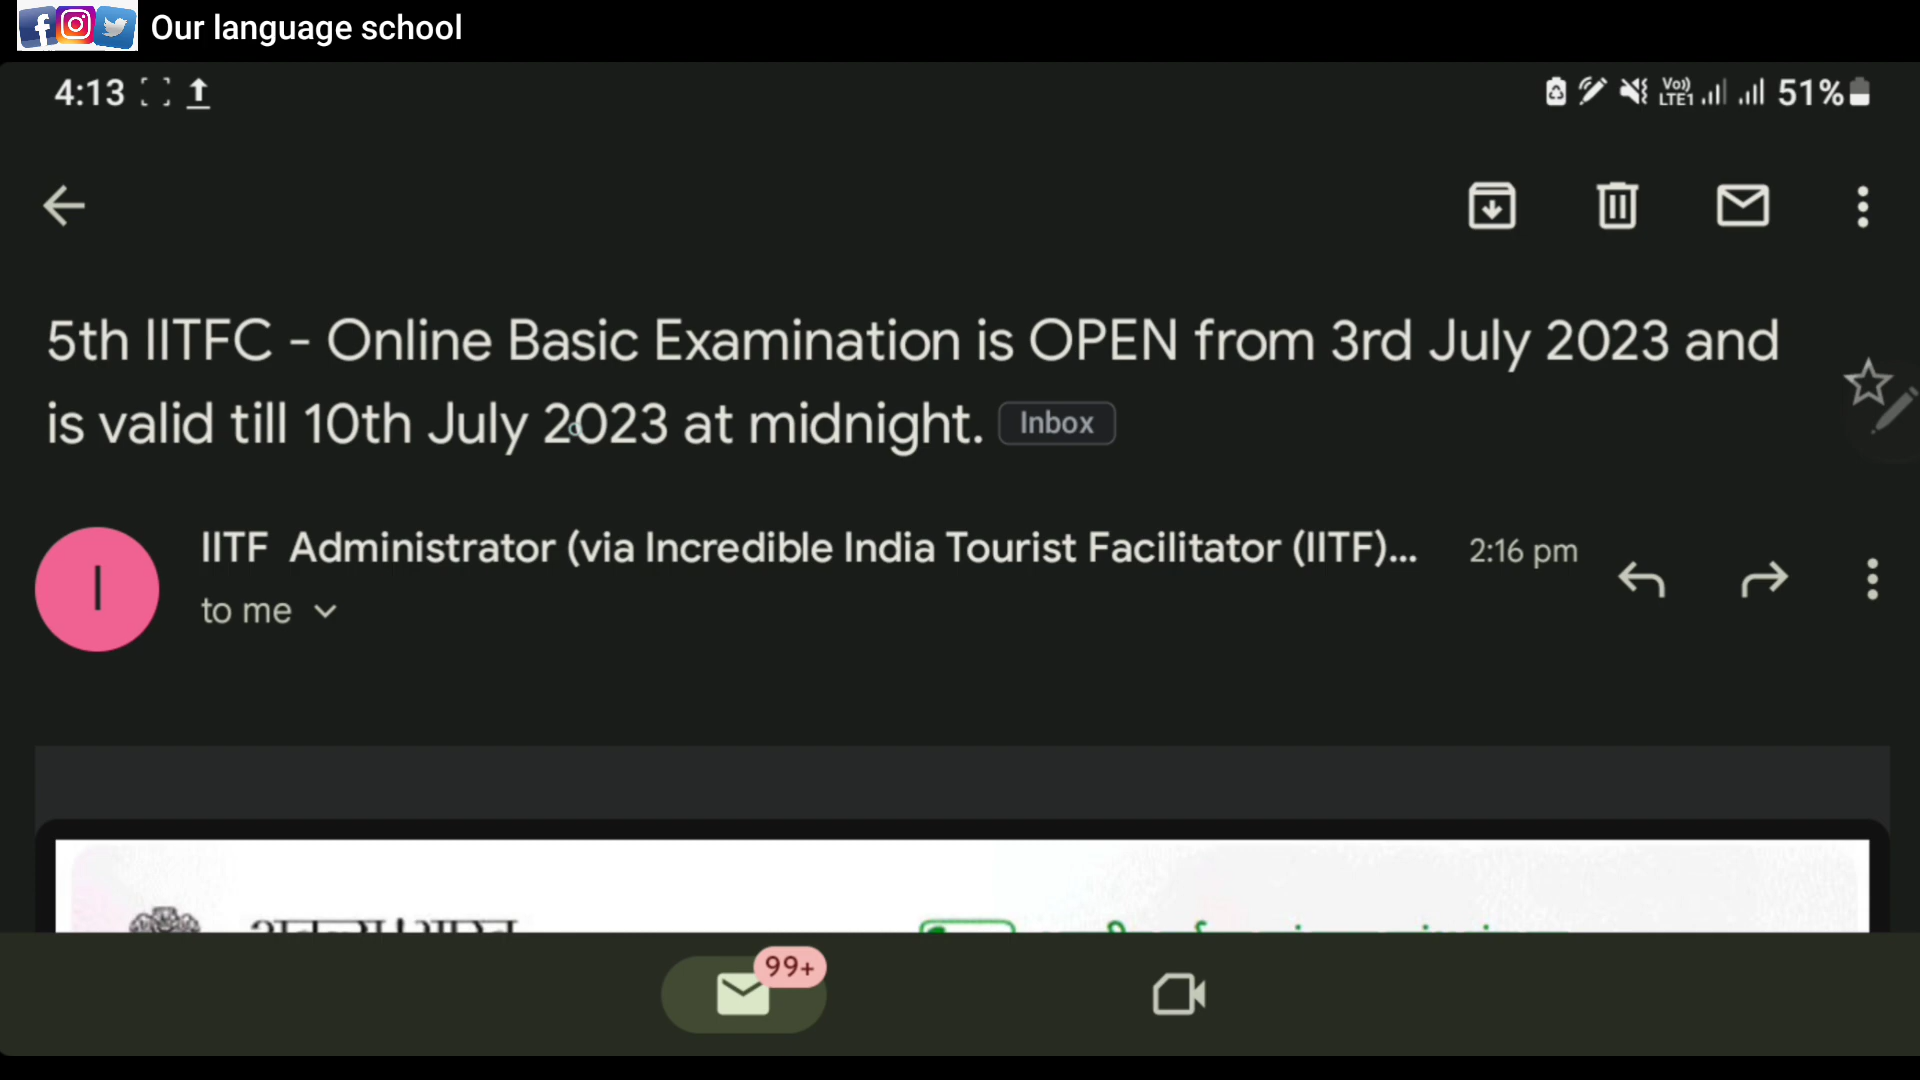 Our language school
4:13
Vo)) LTE1 51%
5th IITFC - Online Basic Examination is OPEN from 3rd July 2023 and
is valid till 10th July 2023 at midnight. Inbox
IITF Administrator (via Incredible India Tourist Facilitator (IITF)... 2:16 pm
to me
I
99+